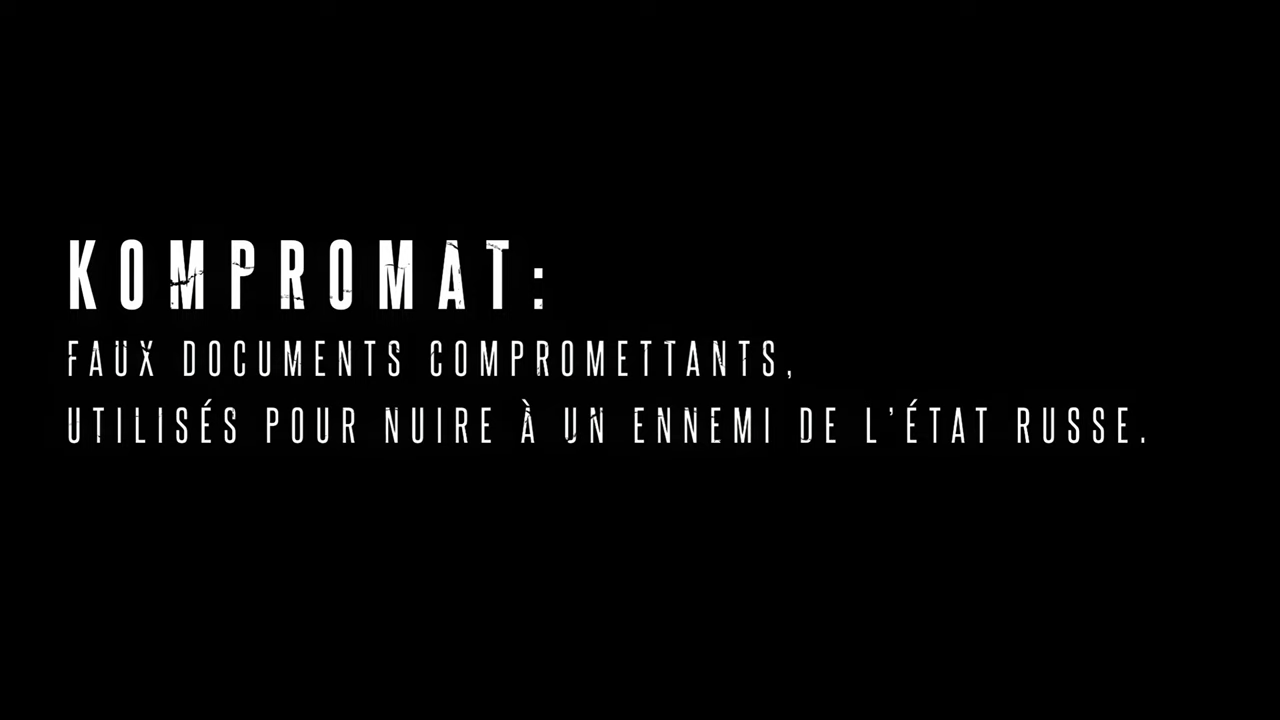 KOMPROMAT:
FAUX DOCUMENTS COMPROMETTANTS,
UTILISÉS POUR NUIRE À UN ENNEMI DE L'ÉTAT RUSSE.